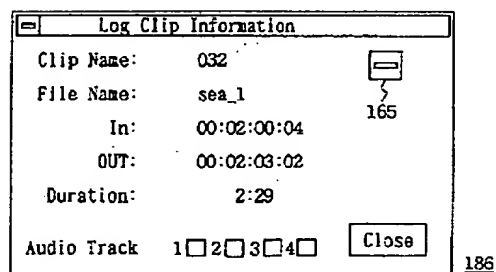 Log Clip Information
Clip Name: 032
File Name: sea_1
165
In: 00:02:00:04
OUT: 00:02:03:02
Duration: 2:29
Audio Track 1☐2☐3☐4☐ Close
186